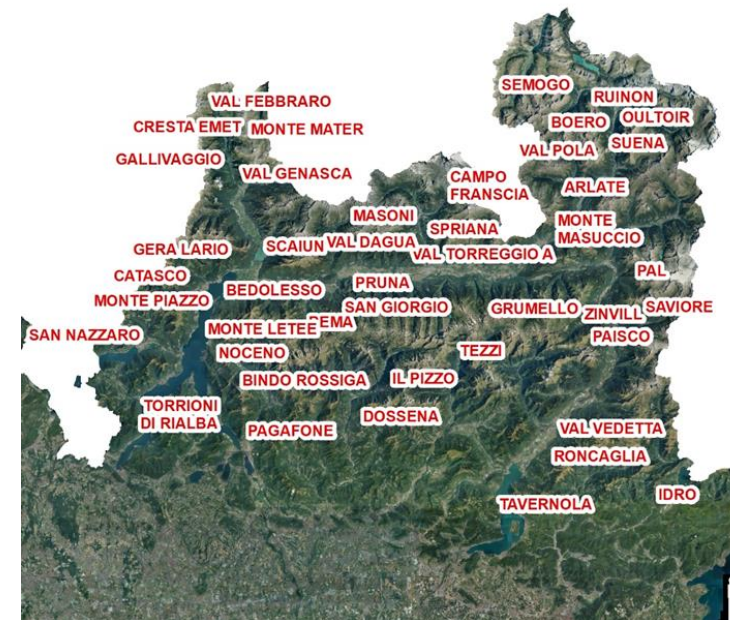 SEMOGO
VAL FEBBRARO
RUINON
CRESTA EMET
MONTE MATER
BOERO
OULTOIR
SUENA
VAL POLA
GALLIVAGGIO
VAL GENASCA
CAMPO
FRANSCIA
ARLATE
MASONI
SPRIANA
MONTE
MASUCCIO
GERA LARIO
SCAIUN
VAL DAGUA
VAL TORREGGIO A
CATASCO
PAL
BEDOLESSO
PRUNA
MONTE PIAZZO
SAN GIORGIO
GRUMELLO
ZINVILL
SAVIORE
SAN NAZZARO
MONTE LETEE
PAISCO
NOCENO
TEZZI
BINDO ROSSIGA
IL PIZZO
TORRIONI
DI RIALBA
DOSSENA
PAGAFONE
VAL VEDETTA
RONCAGLIA
TAVERNOLA
IDRO